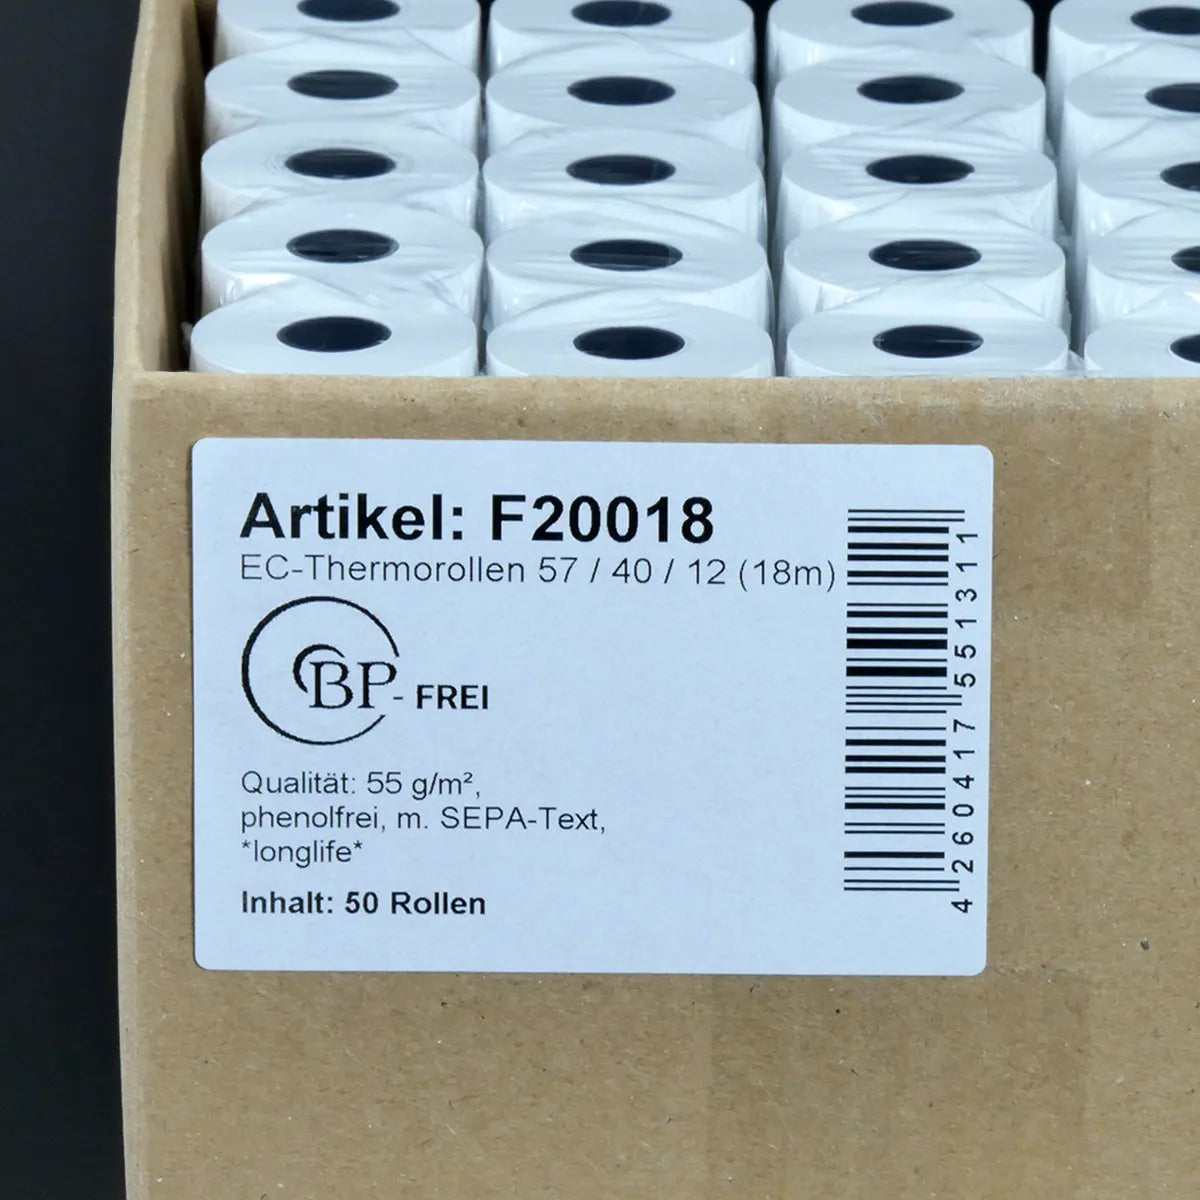 Artikel: F20018
EC-Thermorollen 57 / 40 / 12 (18m)
BP- FREI
Qualität: 55 g/m²,
phenolfrei, m. SEPA-Text,
*longlife*
Inhalt: 50 Rollen
4 260417 551311